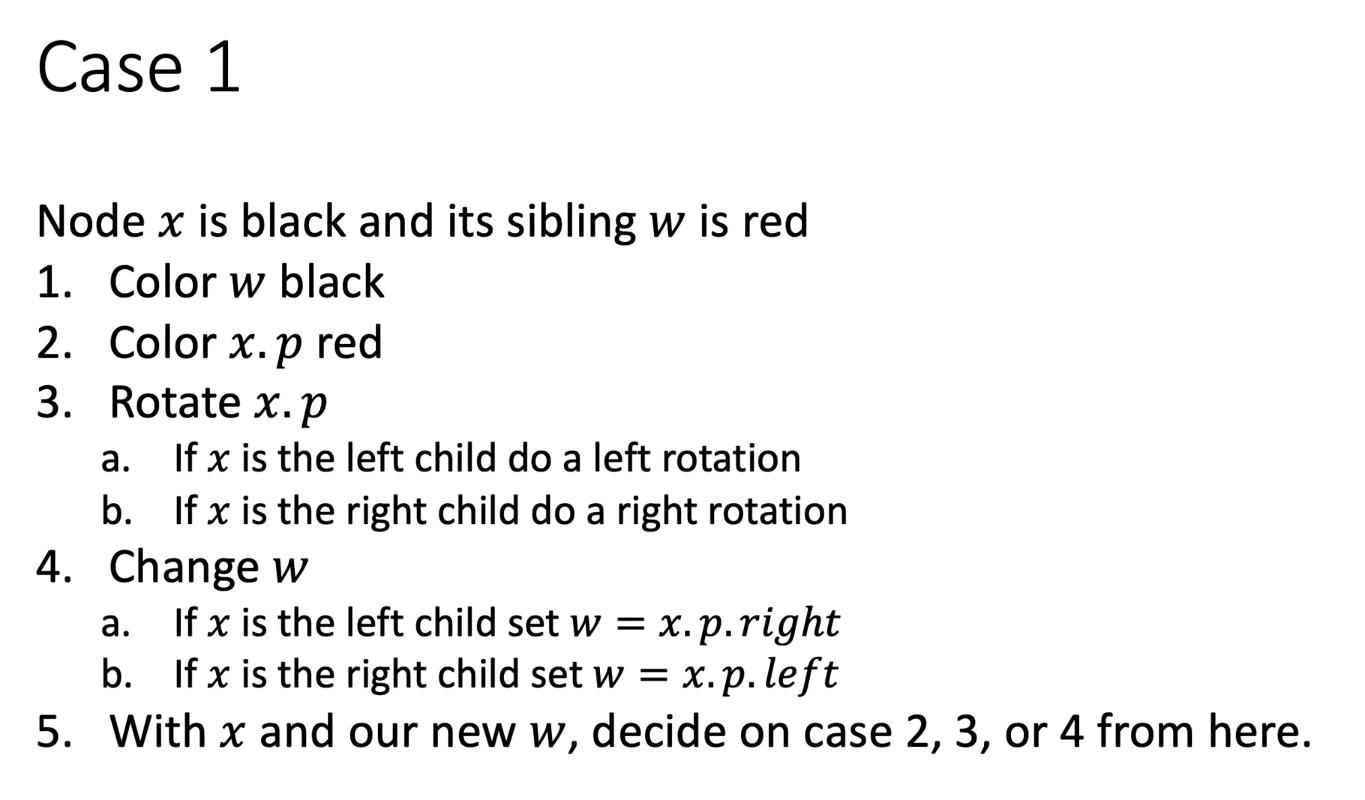 Case 1
Node x is black and its sibling w is red
1. Color w black
2. Color x.p red
3. Rotate x.p
a. If x is the left child do a left rotation
b. If x is the right child do a right rotation
4. Change w
a. If x is the left child set w = x.p.right
b. If x is the right child set w = x.p.left
5. With x and our new w, decide on case 2, 3, or 4 from here.